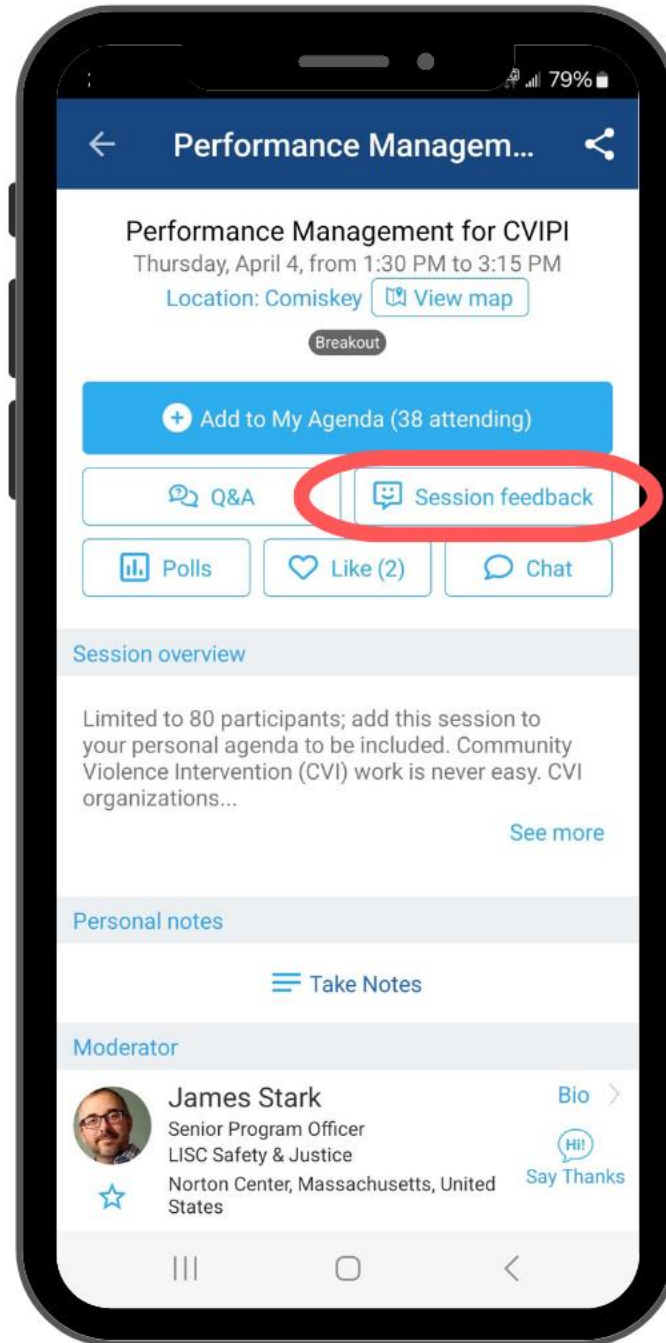 79%
Performance Managem...
Performance Management for CVIPI
Thursday, April 4, from 1:30 PM to 3:15 PM
Location: Comiskey View map
Breakout
Add to My Agenda (38 attending)
Q&A Session feedback
Polls Like (2) Chat
Session overview
Limited to 80 participants; add this session to
your personal agenda to be included. Community
Violence Intervention (CVI) work is never easy. CVI
organizations...
See more
Personal notes
Take Notes
Moderator
James Stark Bio
Senior Program Officer
LISC Safety & Justice
Hi!
Norton Center, Massachusetts, United
States
Say Thanks